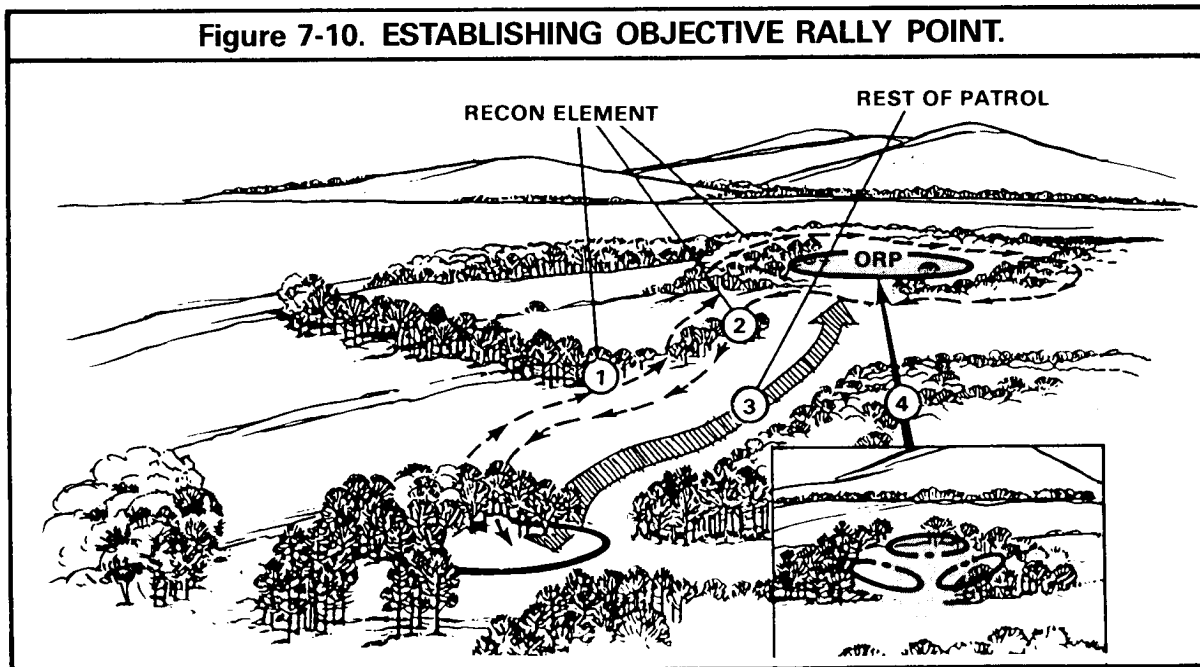 Figure 7-10. ESTABLISHING OBJECTIVE RALLY POINT.
RECON ELEMENT
REST OF PATROL
ORP
2
1
3
4